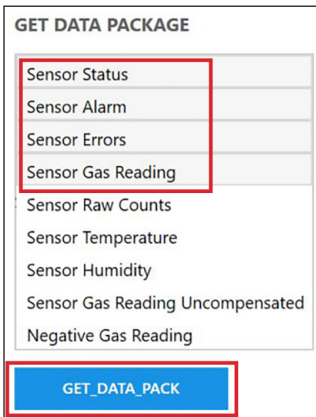 GET DATA PACKAGE
Sensor Status
Sensor Alarm
Sensor Errors
Sensor Gas Reading
Sensor Raw Counts
Sensor Temperature
Sensor Humidity
Sensor Gas Reading Uncompensated
Negative Gas Reading
GET_DATA_PACK